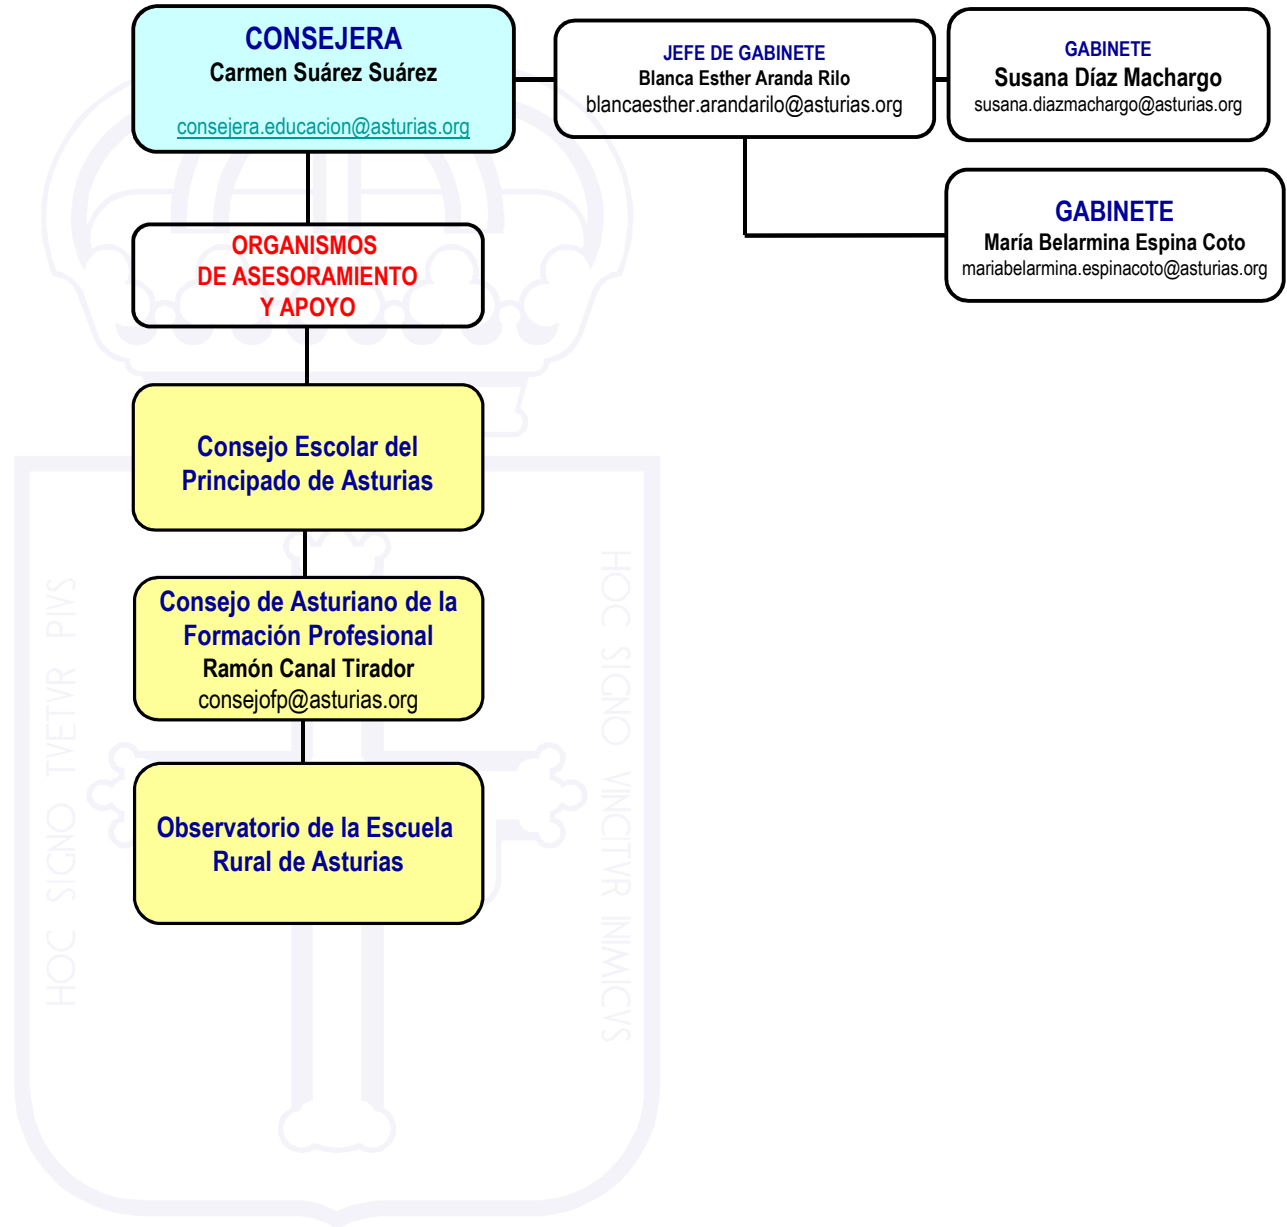 CONSEJERA
Carmen Suárez Suárez
consejera.educacion@asturias.org
JEFE DE GABINETE
Blanca Esther Aranda Rilo
blancaesther.arandarilo@asturias.org
GABINETE
Susana Díaz Machargo
susana.diazmachargo@asturias.org
GABINETE
María Belarmina Espina Coto
mariabelarmina.espinacoto@asturias.org
ORGANISMOS
DE ASESORAMIENTO
Y APOYO
Consejo Escolar del
Principado de Asturias
Consejo de Asturiano de la
Formación Profesional
Ramón Canal Tirador
consejofp@asturias.org
Observatorio de la Escuela
Rural de Asturias
HOC SIGNO TVETVR PIVS
HOC SIGNO VINCITVR INIMICVS